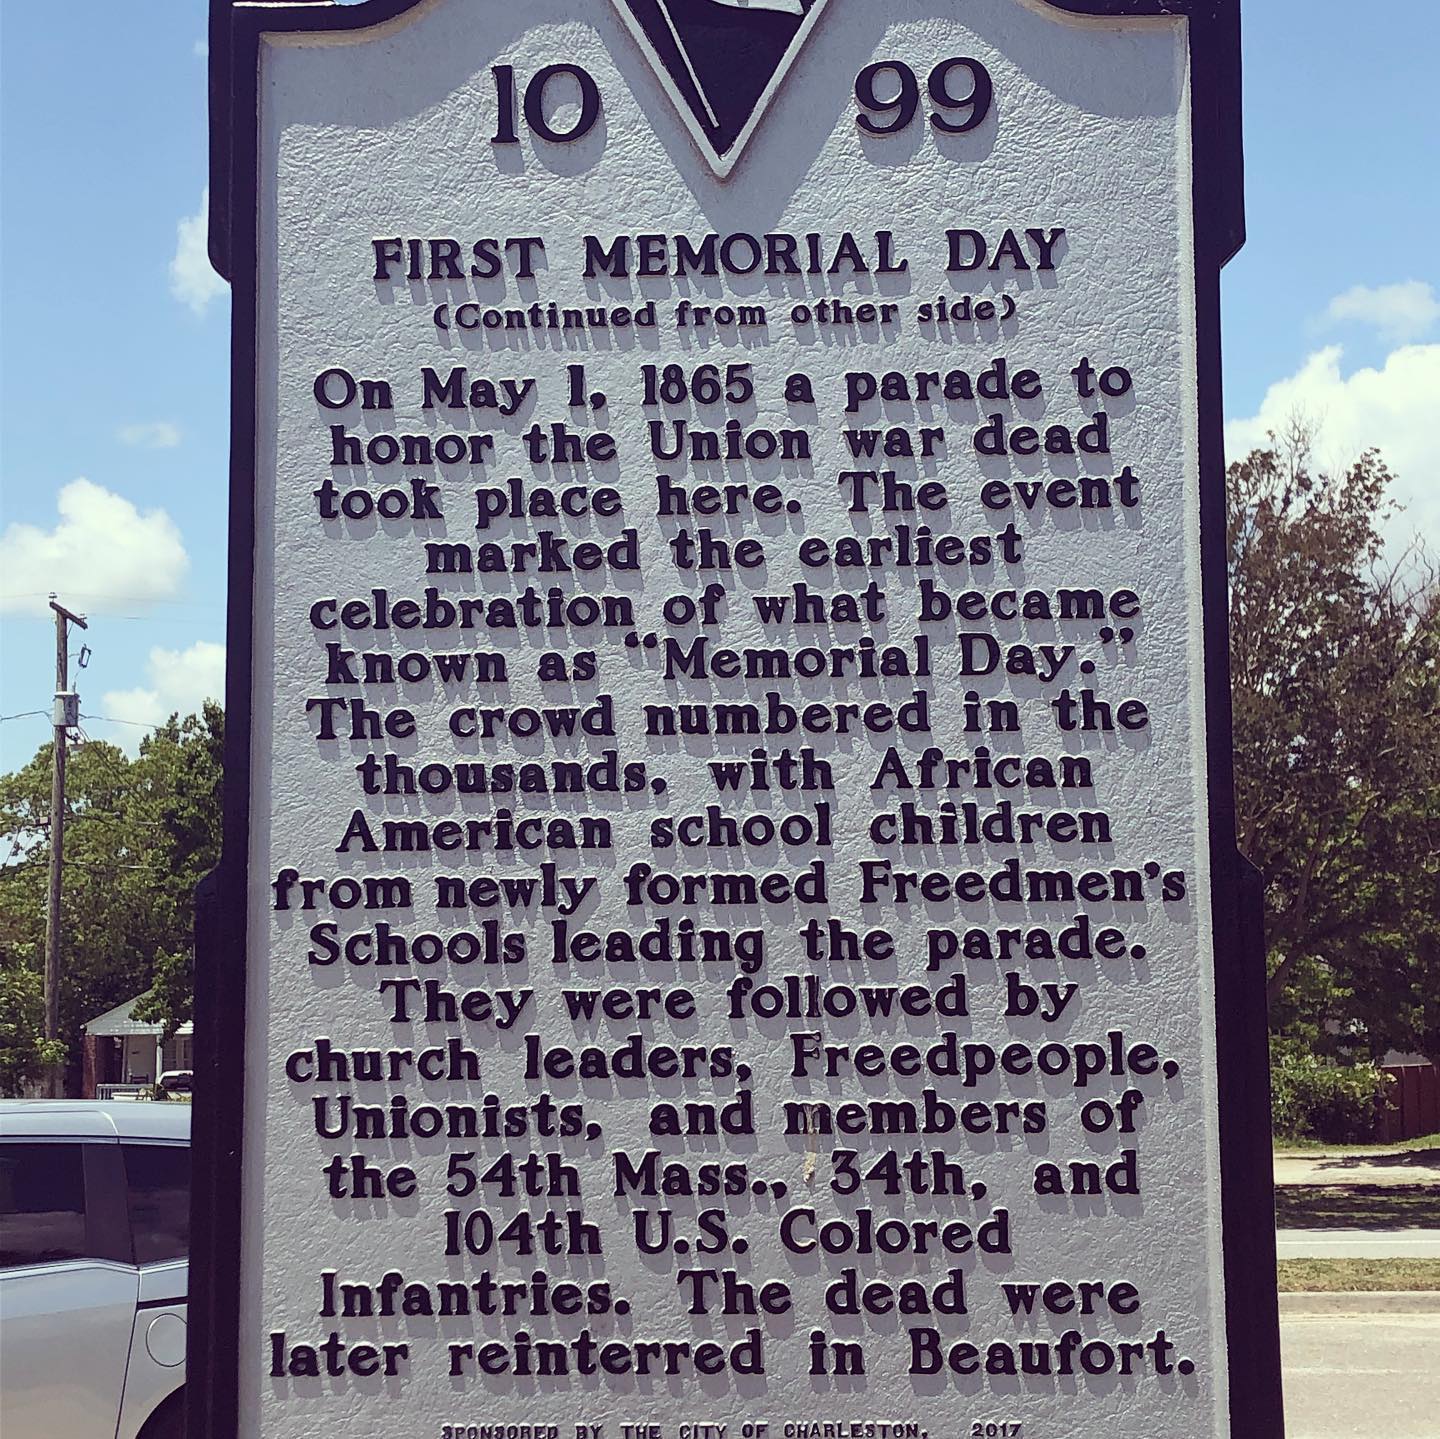 10 99
FIRST MEMORIAL DAY
(Continued from other side)
On May 1, 1865 a parade to
honor the Union war dead
took place here. The event
marked the earliest
celebration of what became
known as “Memorial Day.”
The crowd numbered in the
thousands, with African
American school children
from newly formed Freedmen's
Schools leading the parade.
They were followed by
church leaders, Freedpeople,
Unionists, and members of
the 54th Mass., 34th, and
104th U.S. Colored
Infantries. The dead were
later reinterred in Beaufort.
SPONSORED BY THE CITY OF CHARLESTON, 2017